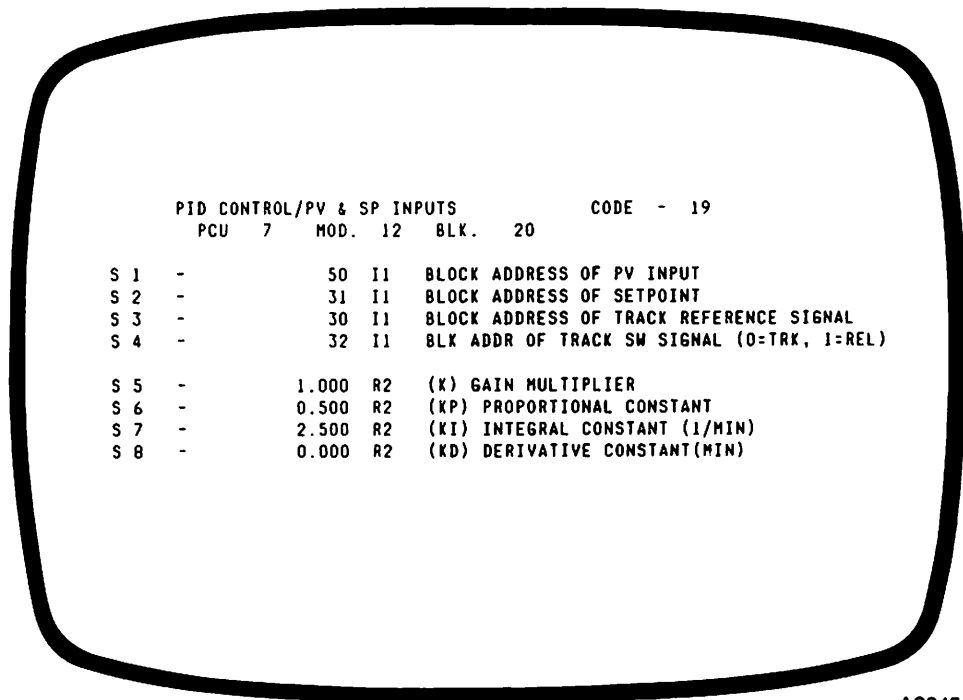 PID CONTROL/PV & SP INPUTS CODE - 19
PCU 7 MOD. 12 BLK. 20
S 1 - 50 I1 BLOCK ADDRESS OF PV INPUT
S 2 - 31 I1 BLOCK ADDRESS OF SETPOINT
S 3 - 30 I1 BLOCK ADDRESS OF TRACK REFERENCE SIGNAL
S 4 - 32 I1 BLK ADDR OF TRACK SW SIGNAL (0=TRK, 1=REL)
S 5 - 1.000 R2 (K) GAIN MULTIPLIER
S 6 - 0.500 R2 (KP) PROPORTIONAL CONSTANT
S 7 - 2.500 R2 (KI) INTEGRAL CONSTANT (1/MIN)
S 8 - 0.000 R2 (KD) DERIVATIVE CONSTANT(MIN)